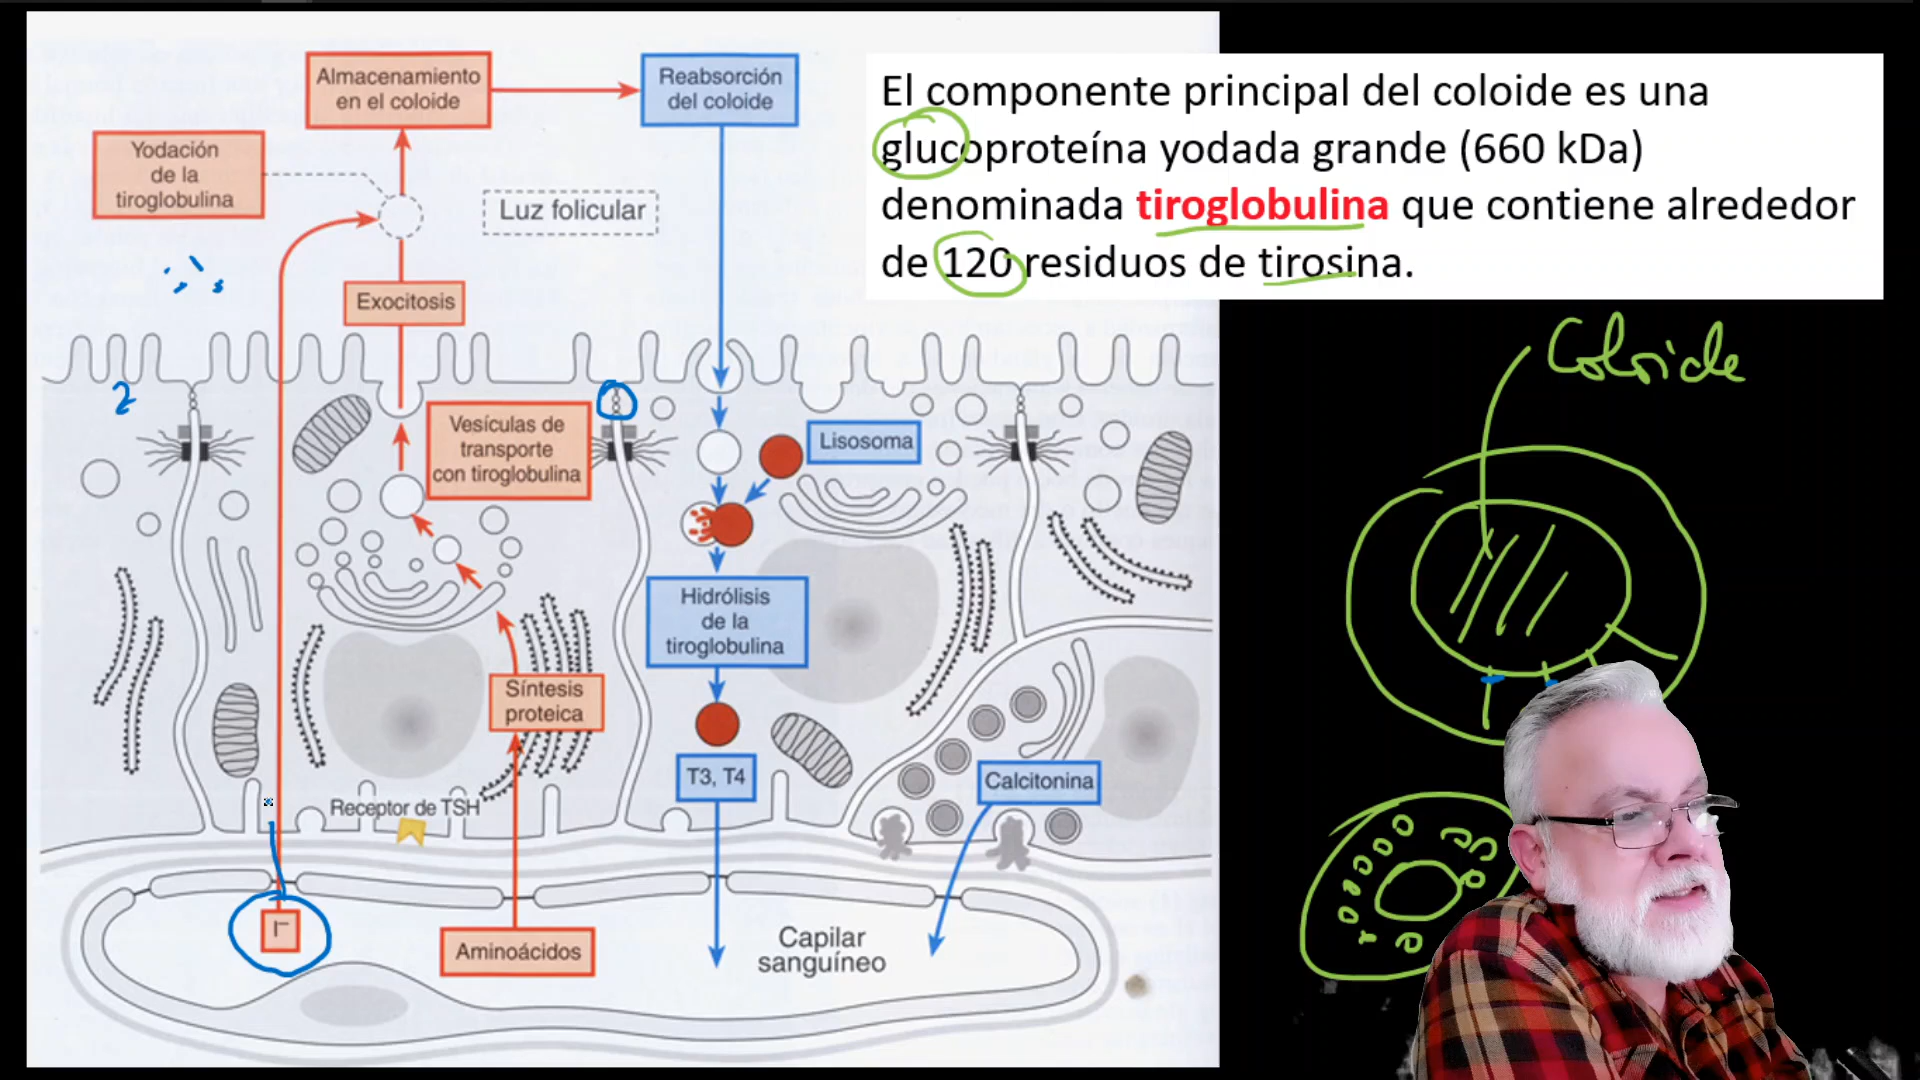 Almacenamiento
en el coloide
Reabsorción
del coloide
Yodación
de la
tiroglobulina
Luz folicular
Exocitosis
Vesículas de
transporte
con tiroglobulina
Lisosoma
Hidrólisis
de la
tiroglobulina
Síntesis
proteica
T3, T4
Calcitonina
Receptor de TSH
I−
Aminoácidos
Capilar
sanguíneo
El componente principal del coloide es una
glucoproteína yodada grande (660 kDa)
denominada tiroglobulina que contiene alrededor
de 120 residuos de tirosina.
Coloide
2